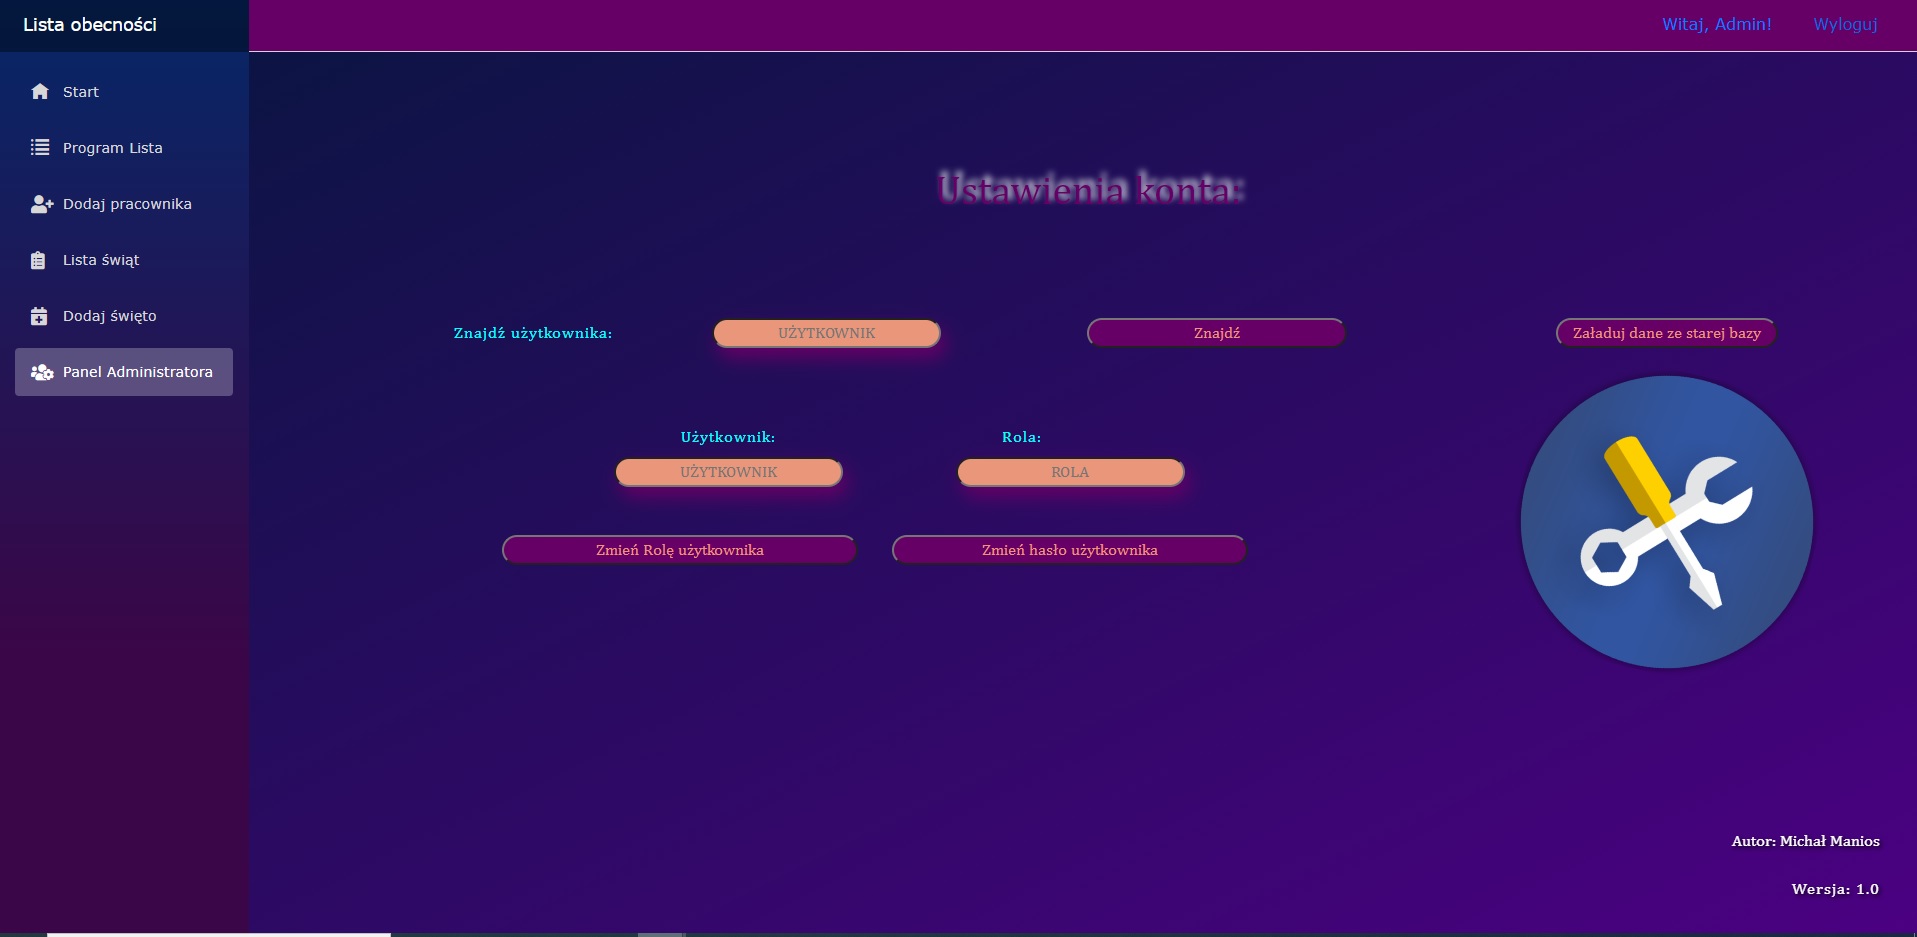 Lista obecności
Witaj, Admin!
Wyloguj
Start
Program Lista
Dodaj pracownika
Lista świąt
Dodaj święto
Panel Administratora
Ustawienia konta:
Znajdź użytkownika:
UŻYTKOWNIK
Znajdź
Załaduj dane ze starej bazy
Użytkownik:
Rola:
UŻYTKOWNIK
ROLA
Zmień Rolę użytkownika
Zmień hasło użytkownika
Autor: Michał Manios
Wersja: 1.0